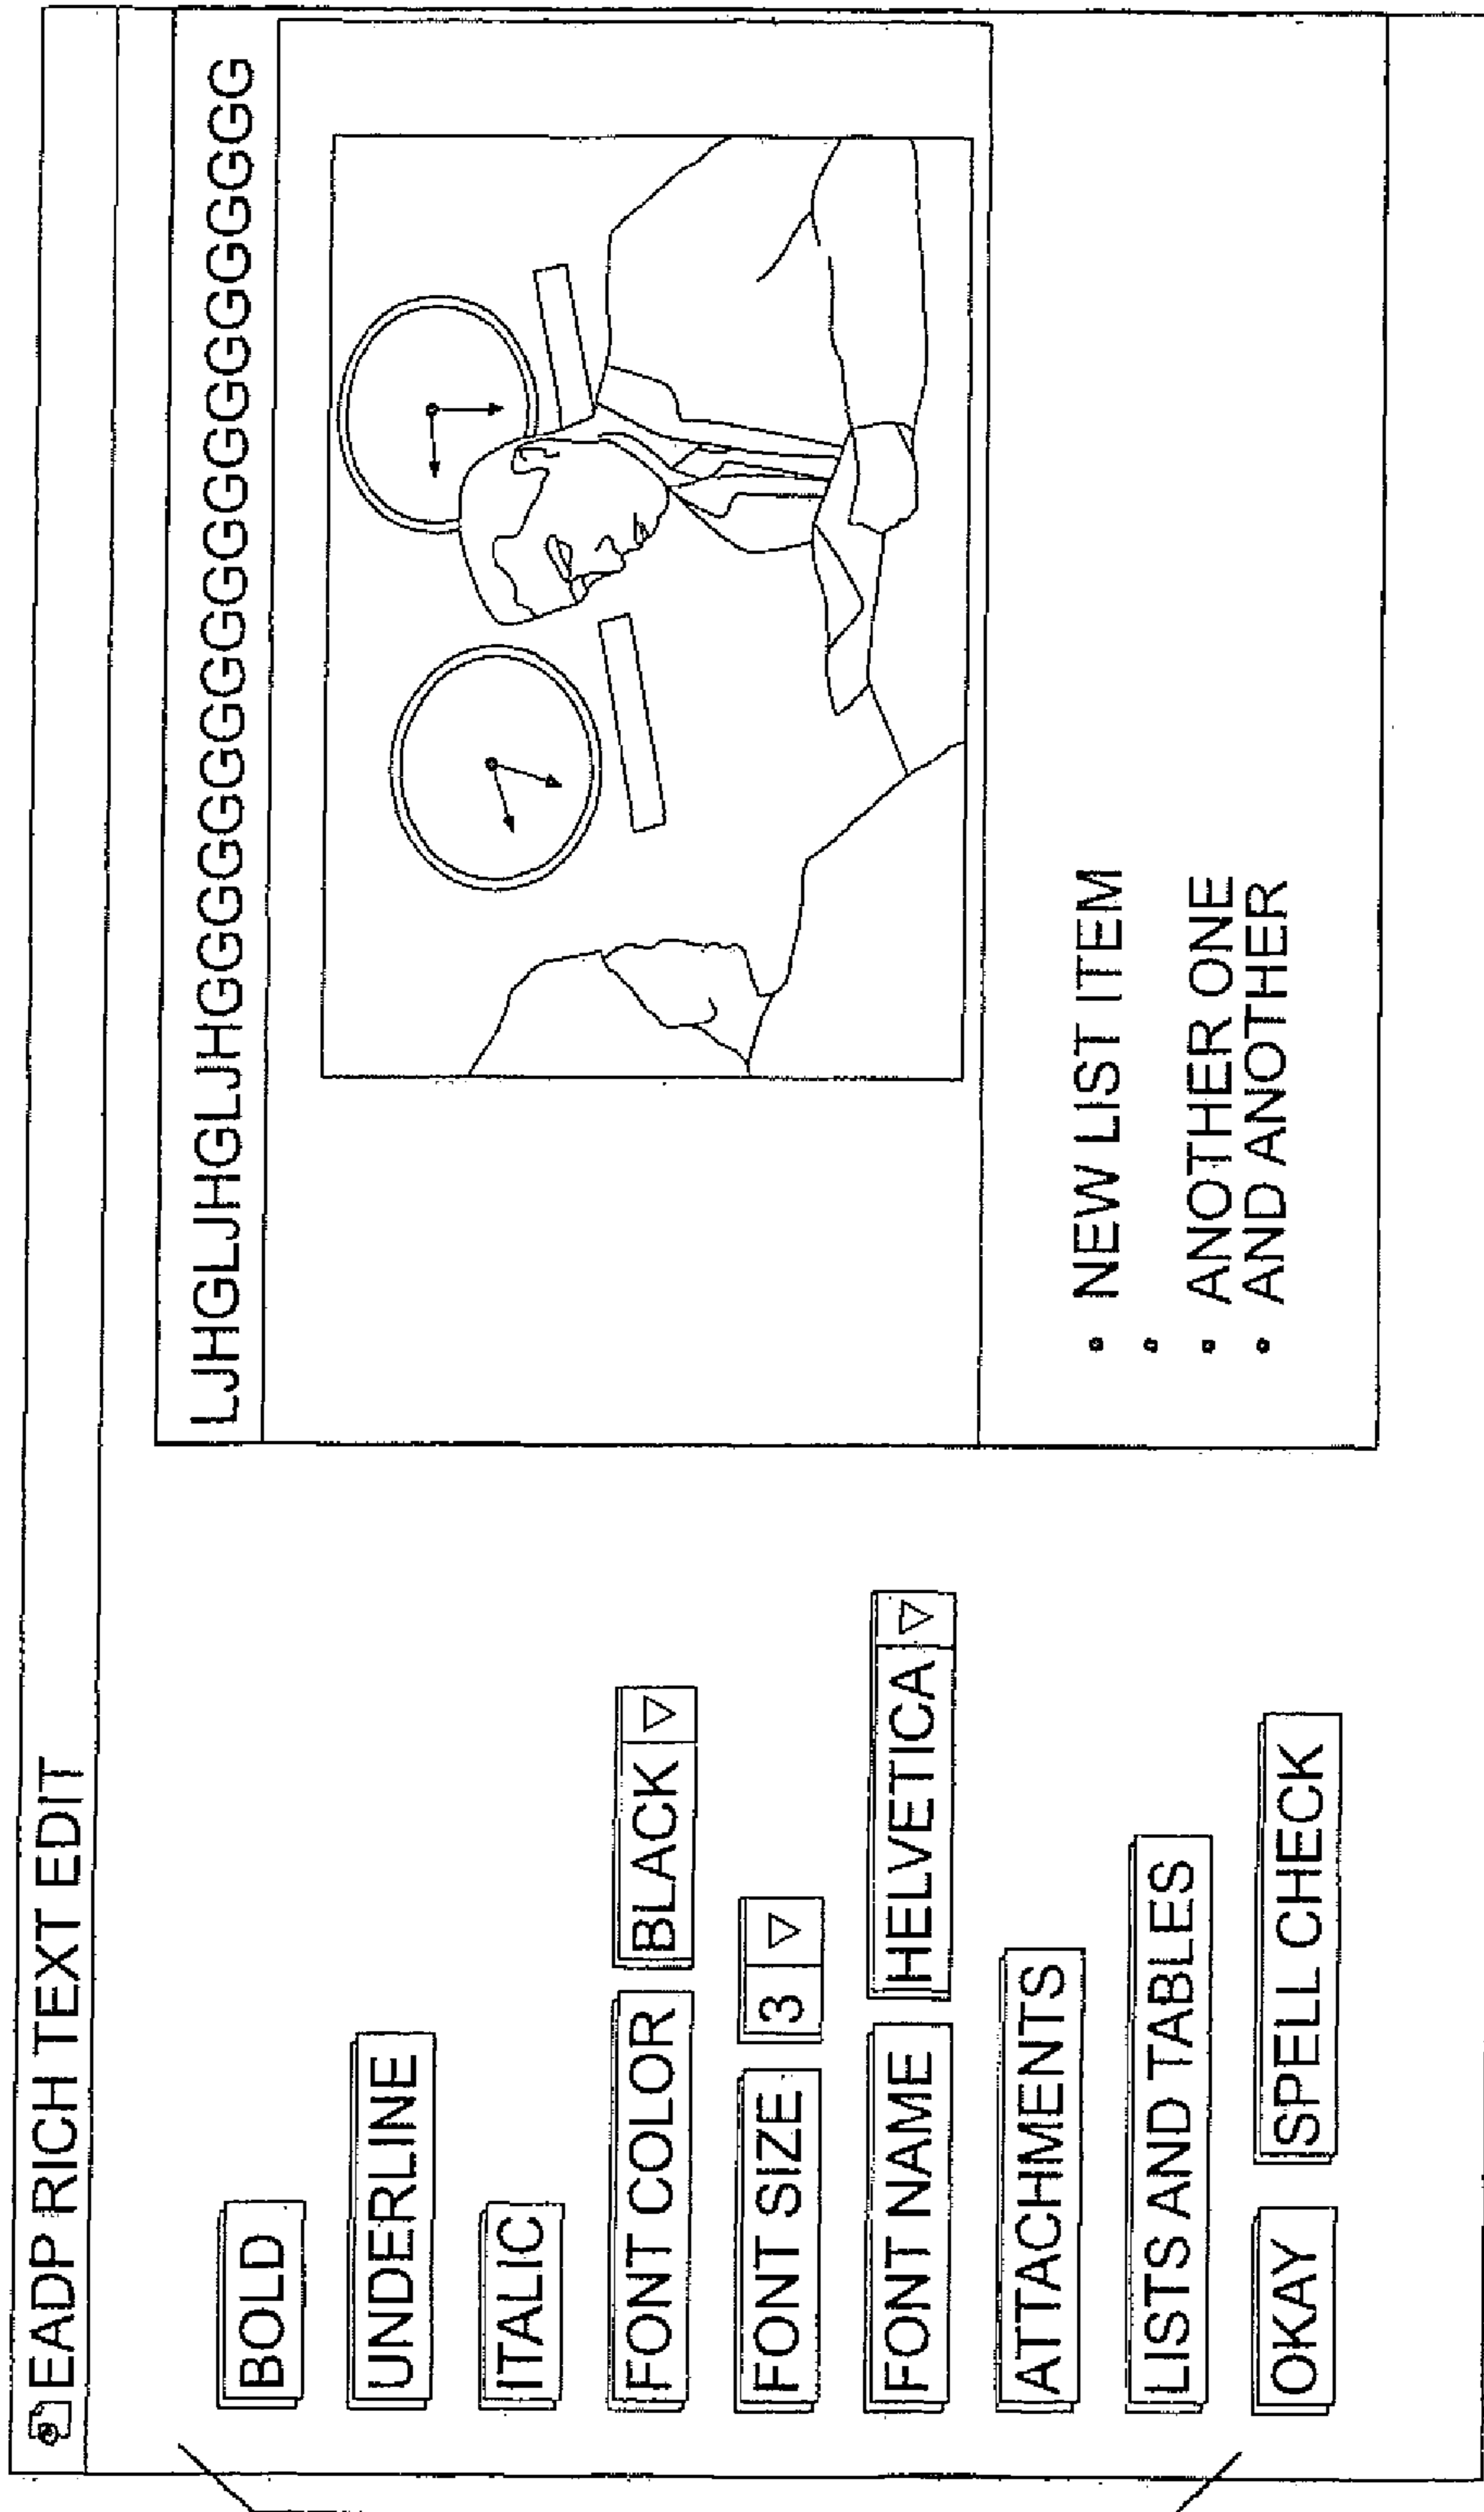 EADP RICH TEXT EDIT
BOLD
UNDERLINE
ITALIC
FONT COLOR BLACK
FONT SIZE 3
FONT NAME HELVETICA
ATTACHMENTS
LISTS AND TABLES
OKAY SPELL CHECK
LJHGLJHGLJHGGGGGGGGGGGGGGGGGGGG
• NEW LIST ITEM
•
• ANOTHER ONE
• AND ANOTHER